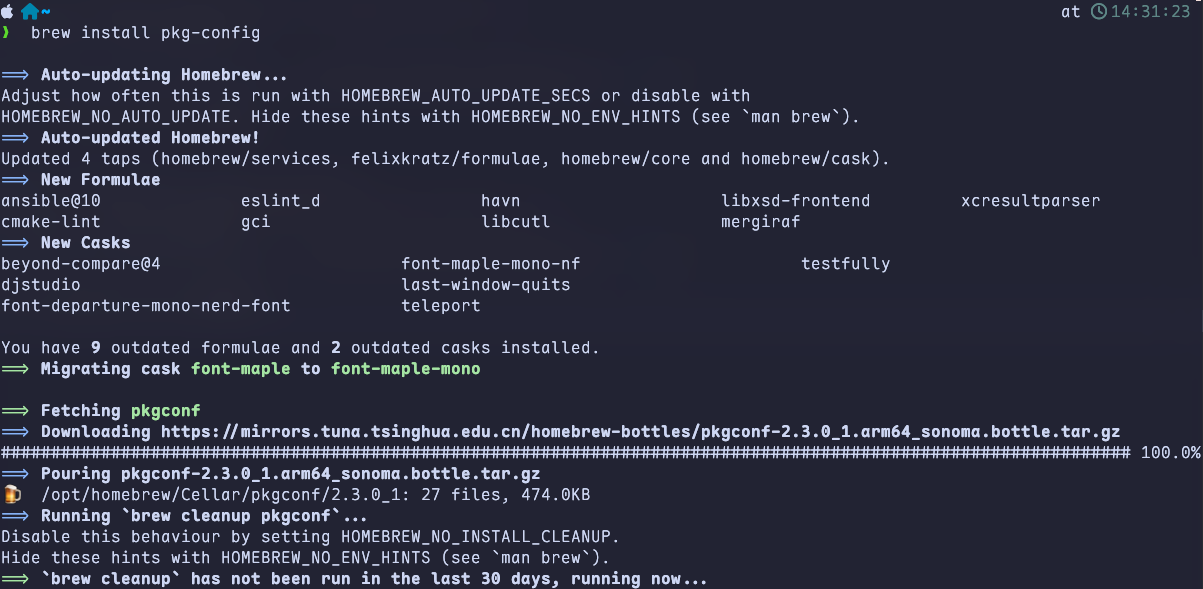 ~ at 14:31:23
❯ brew install pkg-config
==> Auto-updating Homebrew...
Adjust how often this is run with HOMEBREW_AUTO_UPDATE_SECS or disable with
HOMEBREW_NO_AUTO_UPDATE. Hide these hints with HOMEBREW_NO_ENV_HINTS (see `man brew`).
==> Auto-updated Homebrew!
Updated 4 taps (homebrew/services, felixkratz/formulae, homebrew/core and homebrew/cask).
==> New Formulae
ansible@10 eslint_d havn libxsd-frontend xcresultparser
cmake-lint gci libcutl mergiraf
==> New Casks
beyond-compare@4 font-maple-mono-nf testfully
djstudio last-window-quits
font-departure-mono-nerd-font teleport
You have 9 outdated formulae and 2 outdated casks installed.
==> Migrating cask font-maple to font-maple-mono
==> Fetching pkgconf
==> Downloading https://mirrors.tuna.tsinghua.edu.cn/homebrew-bottles/pkgconf-2.3.0_1.arm64_sonoma.bottle.tar.gz
################################################################################################################# 100.0%
==> Pouring pkgconf-2.3.0_1.arm64_sonoma.bottle.tar.gz
🍺 /opt/homebrew/Cellar/pkgconf/2.3.0_1: 27 files, 474.0KB
==> Running `brew cleanup pkgconf`...
Disable this behaviour by setting HOMEBREW_NO_INSTALL_CLEANUP.
Hide these hints with HOMEBREW_NO_ENV_HINTS (see `man brew`).
==> `brew cleanup` has not been run in the last 30 days, running now...